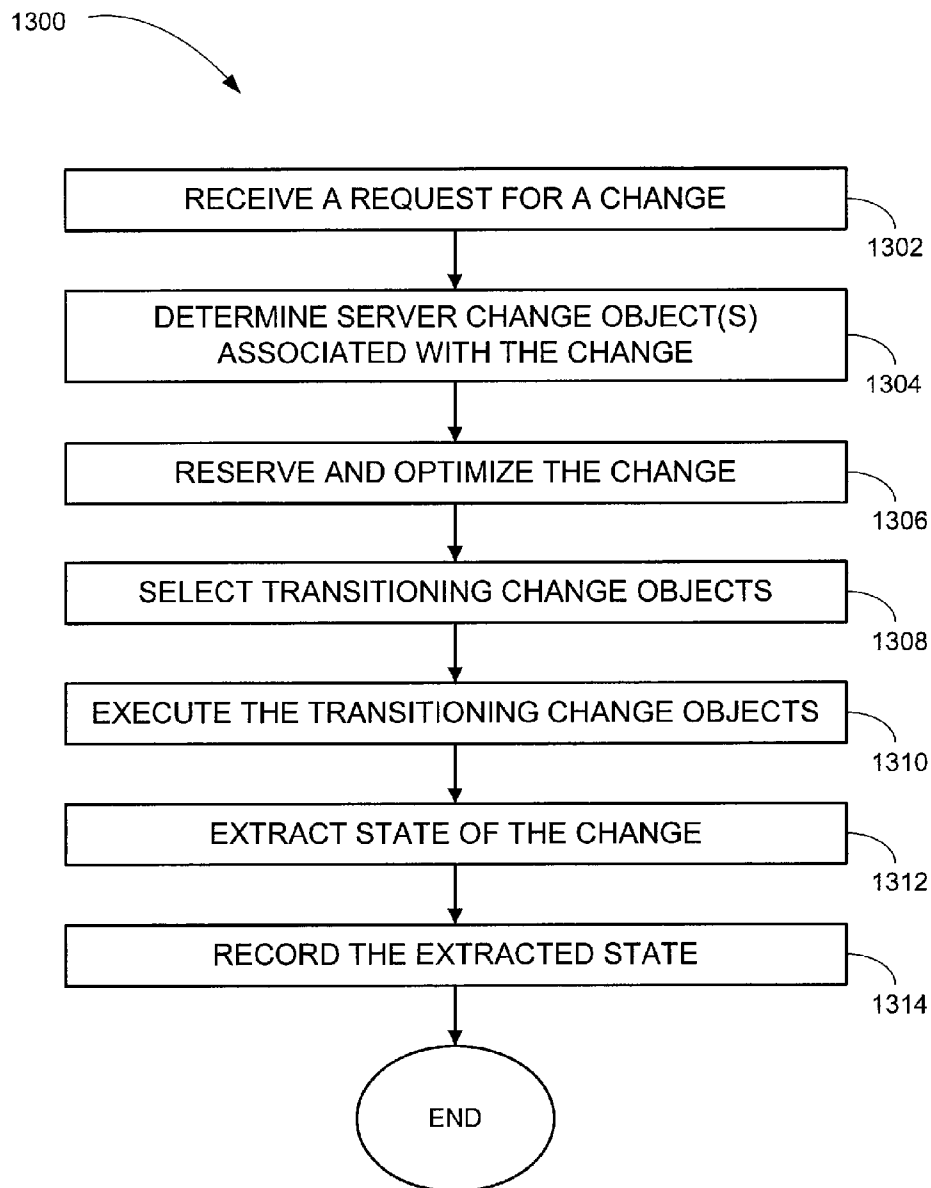 1300
RECEIVE A REQUEST FOR A CHANGE
1302
DETERMINE SERVER CHANGE OBJECT(S)
ASSOCIATED WITH THE CHANGE
1304
RESERVE AND OPTIMIZE THE CHANGE
1306
SELECT TRANSITIONING CHANGE OBJECTS
1308
EXECUTE THE TRANSITIONING CHANGE OBJECTS
1310
EXTRACT STATE OF THE CHANGE
1312
RECORD THE EXTRACTED STATE
1314
END